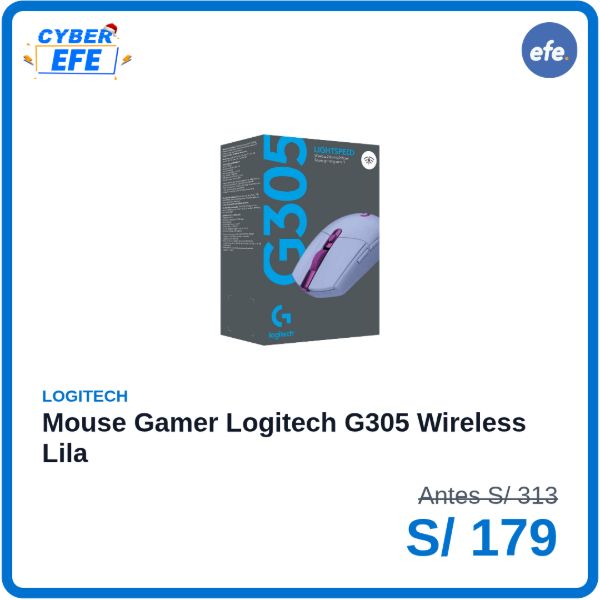 CYBER
EFE
efe.
G305
LIGHTSPEED
logitech
LOGITECH
Mouse Gamer Logitech G305 Wireless
Lila
Antes S/ 313
S/ 179